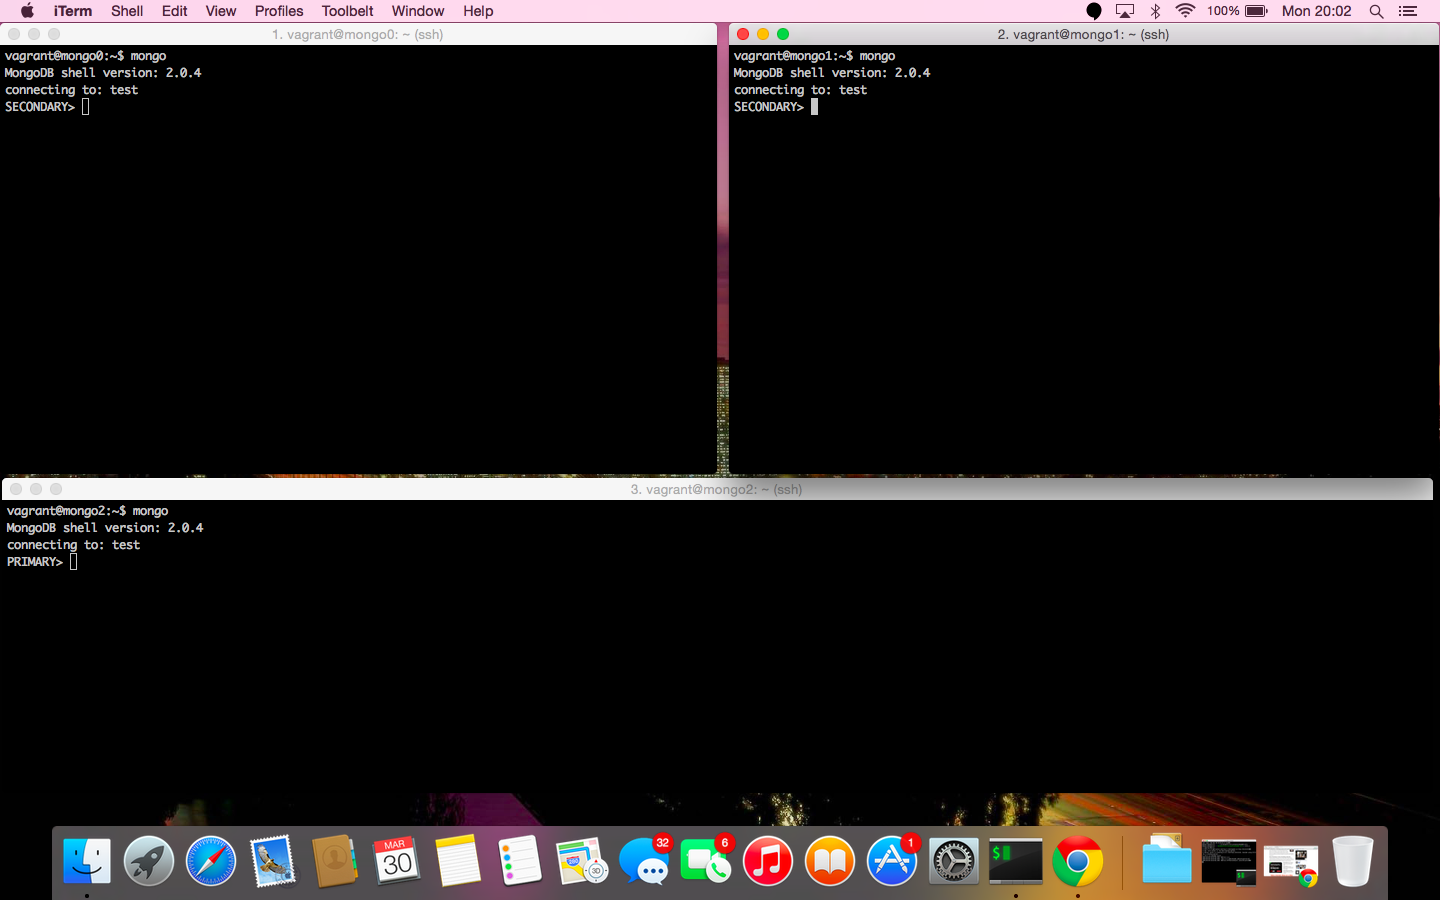 iTerm Shell Edit View Profiles Toolbelt Window Help 100% Mon 20:02
1. vagrant@mongo0: ~ (ssh)
vagrant@mongo0:~$ mongo
MongoDB shell version: 2.0.4
connecting to: test
SECONDARY>
2. vagrant@mongo1: ~ (ssh)
vagrant@mongo1:~$ mongo
MongoDB shell version: 2.0.4
connecting to: test
SECONDARY>
3. vagrant@mongo2: ~ (ssh)
vagrant@mongo2:~$ mongo
MongoDB shell version: 2.0.4
connecting to: test
PRIMARY>
MAR
30
3D
32
6
1
$